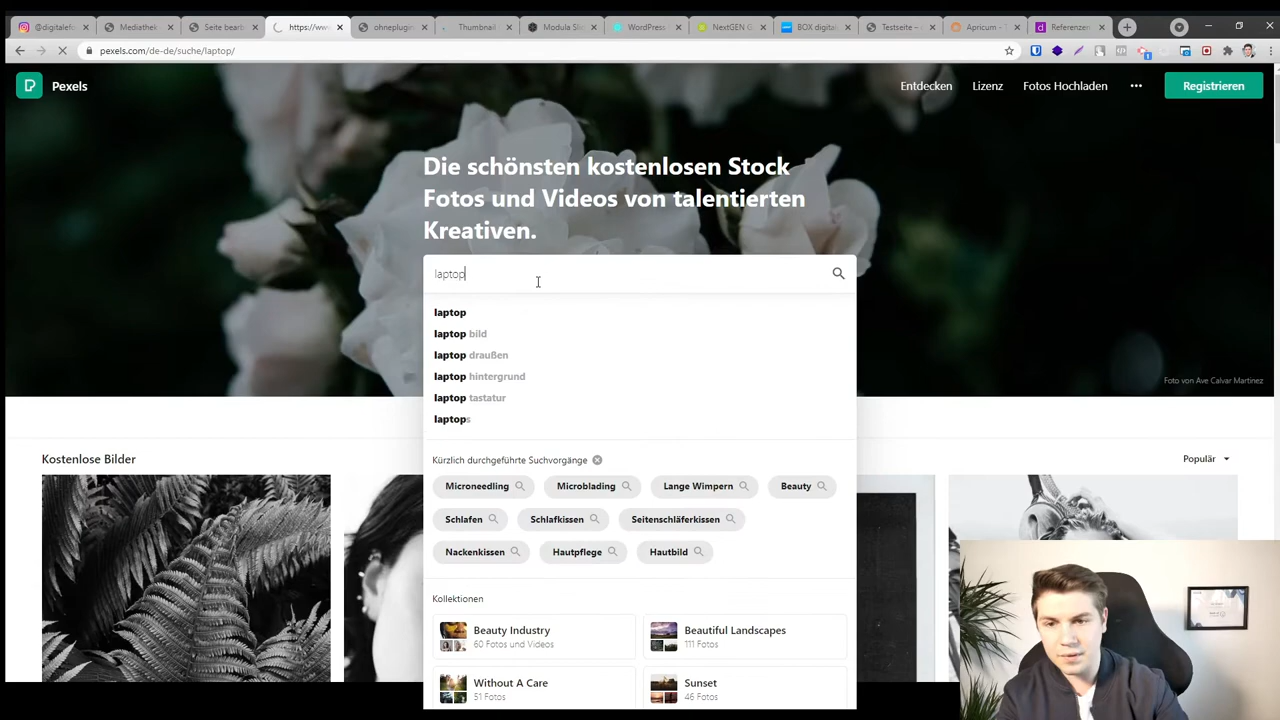 @digitalefo
Mediathek
Seite bearb
https://www
ohneplugin
Thumbnail
Modula Sli
WordPress
NextGEN G
BOX digital
Testseite –
Apricum - T
Referenzen
pexels.com/de-de/suche/laptop/
Pexels
Entdecken
Lizenz
Fotos Hochladen
Registrieren
Die schönsten kostenlosen Stock
Fotos und Videos von talentierten
Kreativen.
laptop
laptop
laptop bild
laptop draußen
laptop hintergrund
laptop tastatur
laptops
Foto von Ave Calvar Martinez
Kostenlose Bilder
Populär
Kürzlich durchgeführte Suchvorgänge
Microneedling
Microblading
Lange Wimpern
Beauty
Schlafen
Schlafkissen
Seitenschläferkissen
Nackenkissen
Hautpflege
Hautbild
Kollektionen
Beauty Industry
60 Fotos und Videos
Beautiful Landscapes
111 Fotos
Without A Care
51 Fotos
Sunset
46 Fotos